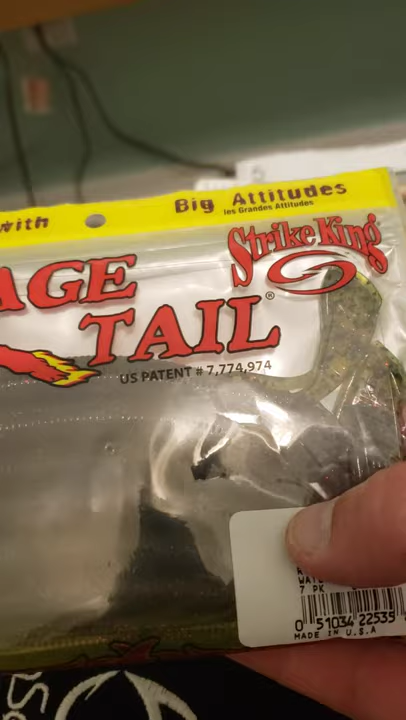 with
Big Attitudes
les Grandes Attitudes
Strike King
AGE
TAIL®
US PATENT # 7,774,974
7 PK
0 51034 22535
MADE IN U.S.A